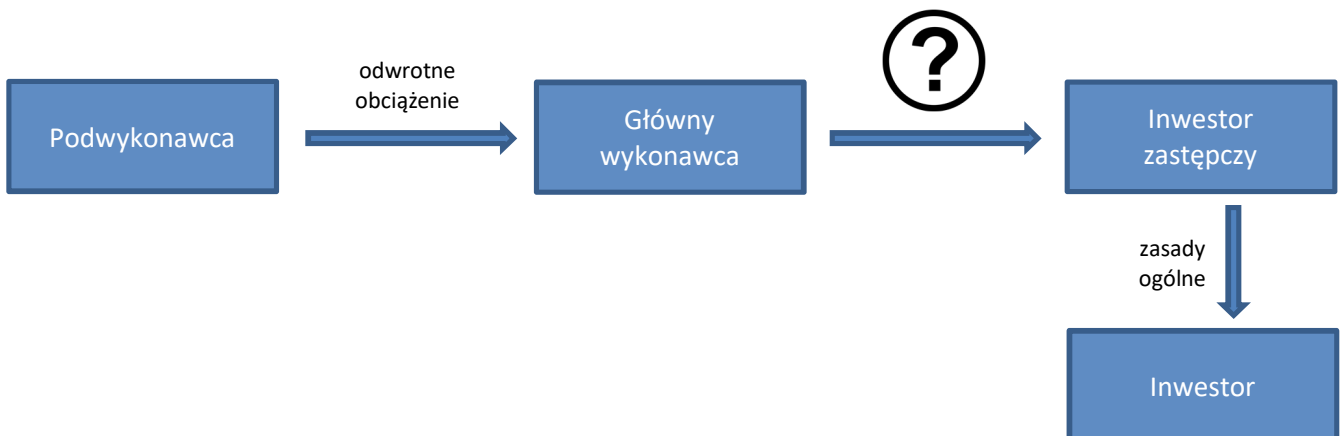 Podwykonawca
odwrotne
obciążenie
Główny
wykonawca
?
Inwestor
zastępczy
zasady
ogólne
Inwestor